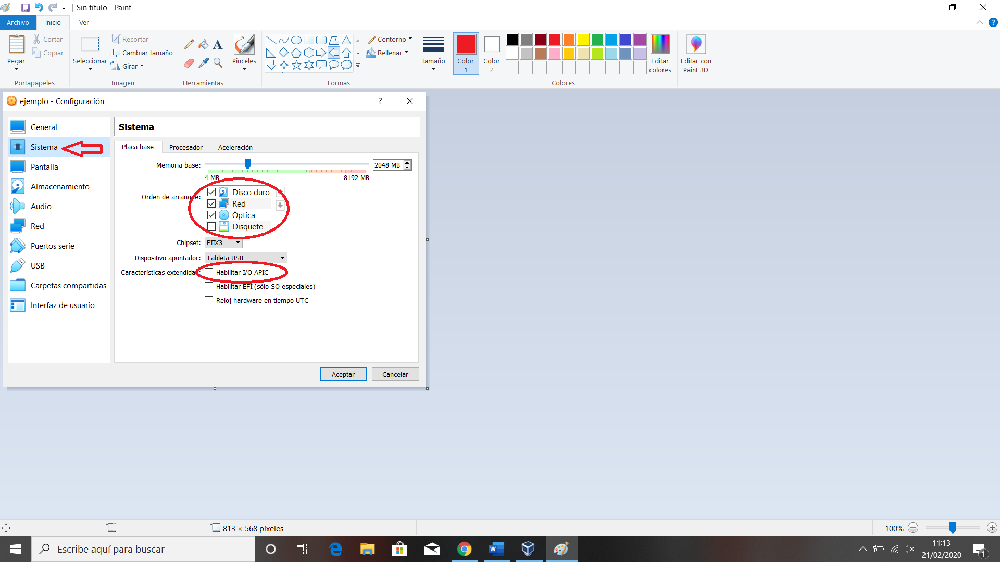 Sin título - Paint
Archivo Inicio Ver
Pegar
Cortar
Copiar
Portapapeles
Seleccionar
Recortar
Cambiar tamaño
Girar
Imagen
A
Herramientas
Pinceles
Contorno
Rellenar
Formas
Tamaño
Color 1
Color 2
Editar colores
Colores
Editar con Paint 3D
ejemplo - Configuración ?
General
Sistema
Pantalla
Almacenamiento
Audio
Red
Puertos serie
USB
Carpetas compartidas
Interfaz de usuario
Sistema
Placa base Procesador Aceleración
Memoria base: 2048 MB
4 MB 8192 MB
Orden de arranque: Disco duro
Red
Óptica
Disquete
Chipset: PIIX3
Dispositivo apuntador: Tableta USB
Características extendidas: Habilitar I/O APIC
Habilitar EFI (sólo SO especiales)
Reloj hardware en tiempo UTC
Aceptar Cancelar
813 × 568 píxeles 100%
Escribe aquí para buscar
11:13
21/02/2020
1